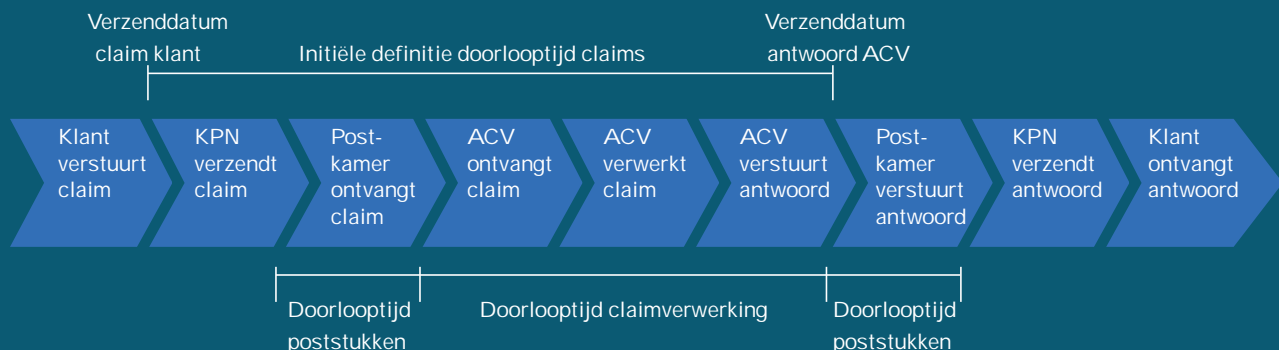 Verzenddatum
claim klant
Initiële definitie doorlooptijd claims
Verzenddatum
antwoord ACV
Klant
verstuurt
claim
KPN
verzendt
claim
Post-
kamer
ontvangt
claim
ACV
ontvangt
claim
ACV
verwerkt
claim
ACV
verstuurt
antwoord
Post-
kamer
verstuurt
antwoord
KPN
verzendt
antwoord
Klant
ontvangt
antwoord
Doorlooptijd
poststukken
Doorlooptijd claimverwerking
Doorlooptijd
poststukken